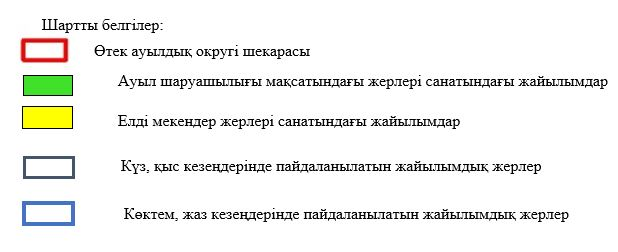 Шартты белгілер:
Өтек ауылдық округі шекарасы
Ауыл шаруашылығы мақсатындағы жерлері санатындағы жайылымдар
Елді мекендер жерлері санатындағы жайылымдар
Күз, қыс кезеңдерінде пайдаланылатын жайылымдық жерлер
Көктем, жаз кезеңдерінде пайдаланылатын жайылымдық жерлер